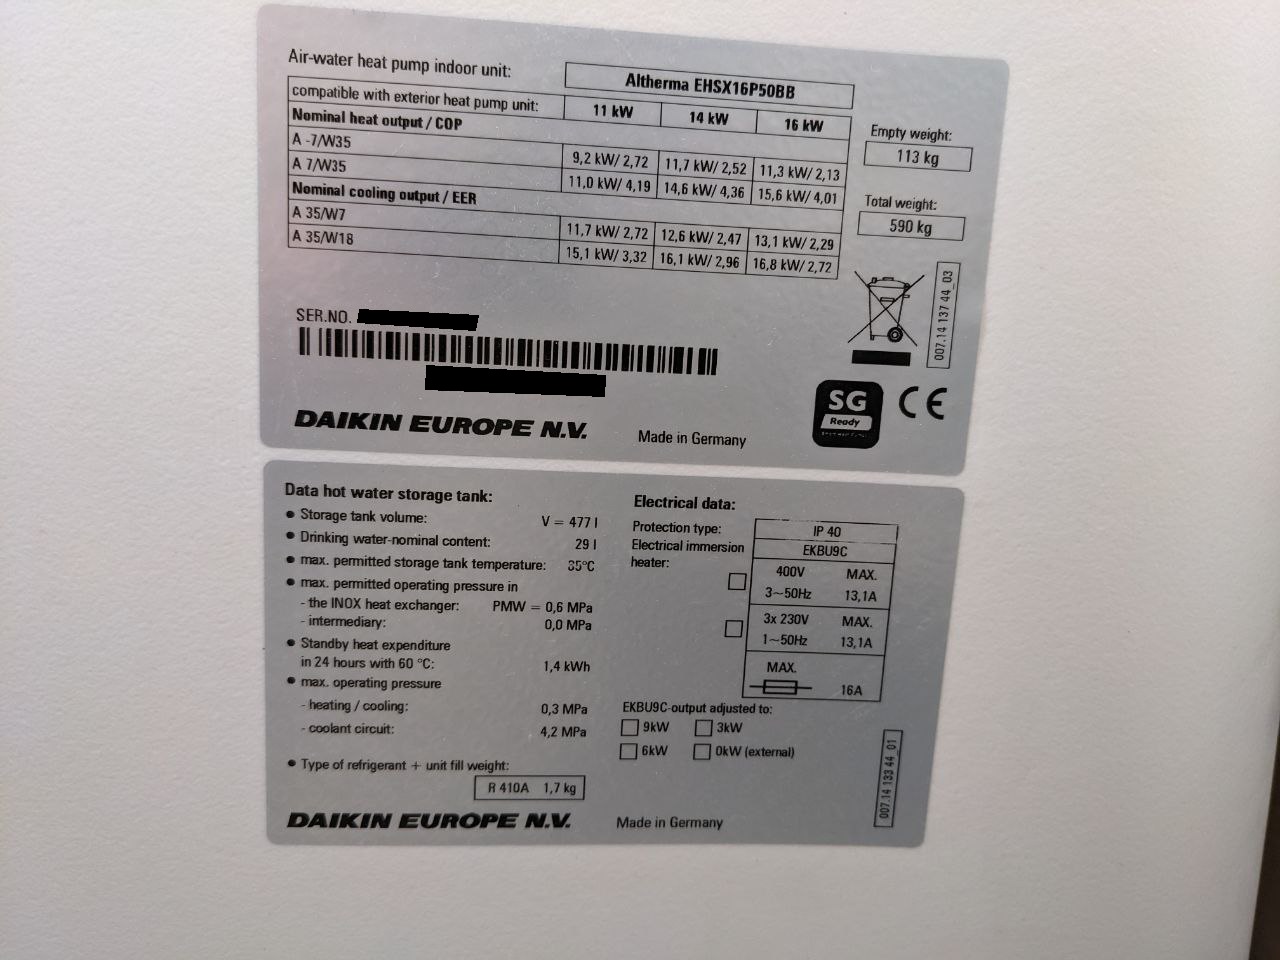 Air-water heat pump indoor unit: Altherma EHSX16P50BB
compatible with exterior heat pump unit: 11 kW 14 kW 16 kW
Nominal heat output / COP
A -7/W35 9,2 kW/ 2,72 11,7 kW/ 2,52 11,3 kW/ 2,13
A 7/W35 11,0 kW/ 4,19 14,6 kW/ 4,36 15,6 kW/ 4,01
Nominal cooling output / EER
A 35/W7 11,7 kW/ 2,72 12,6 kW/ 2,47 13,1 kW/ 2,29
A 35/W18 15,1 kW/ 3,32 16,1 kW/ 2,96 16,8 kW/ 2,72
Empty weight:
113 kg
Total weight:
590 kg
007.14 137 44_03
SER.NO.
SG
Ready
CE
DAIKIN EUROPE N.V. Made in Germany
Data hot water storage tank:
• Storage tank volume: V = 477 l
• Drinking water-nominal content: 29 l
• max. permitted storage tank temperature: 85°C
• max. permitted operating pressure in
- the INOX heat exchanger: PMW = 0,6 MPa
- intermediary: 0,0 MPa
• Standby heat expenditure
in 24 hours with 60 °C: 1,4 kWh
• max. operating pressure
- heating / cooling: 0,3 MPa
- coolant circuit: 4,2 MPa
• Type of refrigerant + unit fill weight:
R 410A 1,7 kg
Electrical data:
Protection type: IP 40
Electrical immersion heater: EKBU9C
400V MAX.
3~50Hz 13,1A
3x 230V MAX.
1~50Hz 13,1A
MAX.
16A
EKBU9C-output adjusted to:
9kW 3kW
6kW 0kW (external)
007.14 133 44_01
DAIKIN EUROPE N.V. Made in Germany